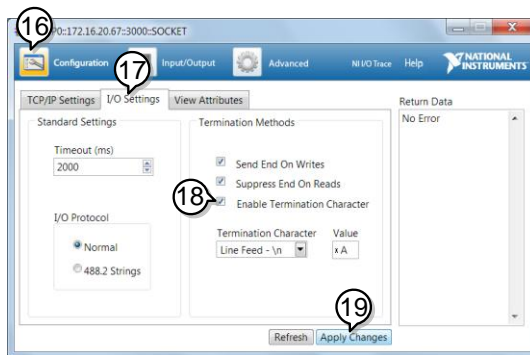 16
P0::172.16.20.67::3000::SOCKET
Configuration
Input/Output
Advanced
NI I/O Trace
Help
NATIONAL
INSTRUMENTS
17
TCP/IP Settings
I/O Settings
View Attributes
Return Data
Standard Settings
Termination Methods
No Error
Timeout (ms)
2000
Send End On Writes
Suppress End On Reads
18
Enable Termination Character
I/O Protocol
Normal
488.2 Strings
Termination Character
Value
Line Feed - \n
x A
19
Refresh
Apply Changes